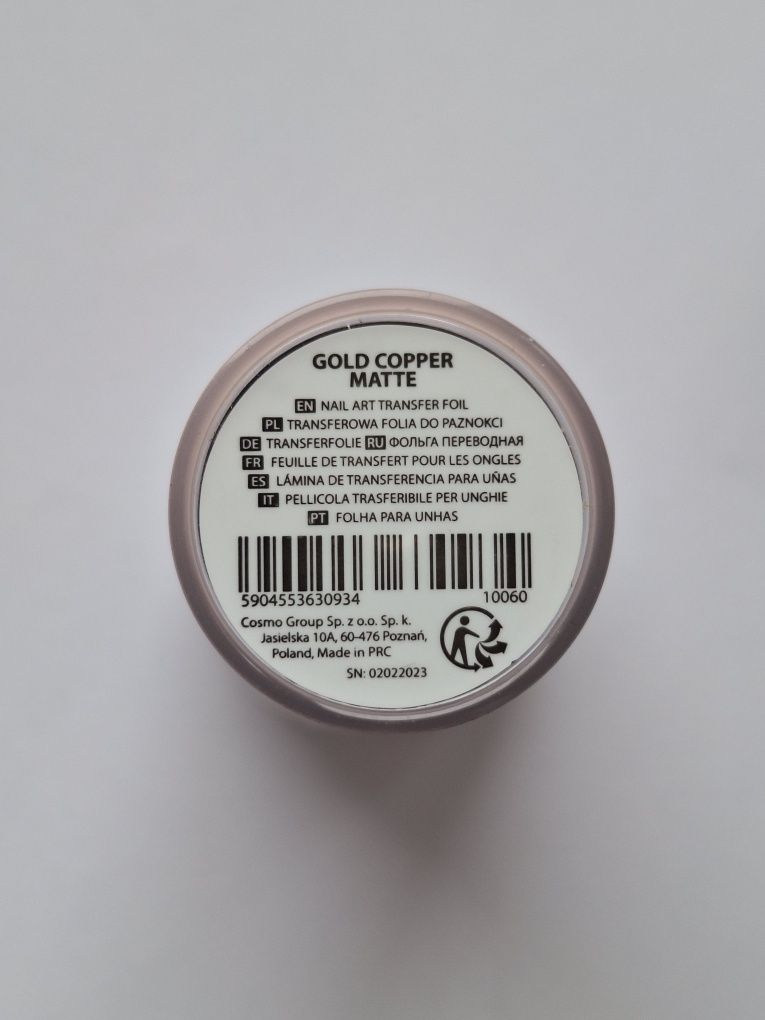 GOLD COPPER
MATTE
EN NAIL ART TRANSFER FOIL
PL TRANSFEROWA FOLIA DO PAZNOKCI
DE TRANSFERFOLIE RU ФОЛЬГА ПЕРЕВОДНАЯ
FR FEUILLE DE TRANSFERT POUR LES ONGLES
ES LÁMINA DE TRANSFERENCIA PARA UÑAS
IT PELLICOLA TRASFERIBILE PER UNGHIE
PT FOLHA PARA UNHAS
5904553630934 10060
Cosmo Group Sp. z o.o. Sp. k.
Jasielska 10A, 60-476 Poznań,
Poland, Made in PRC
SN: 02022023